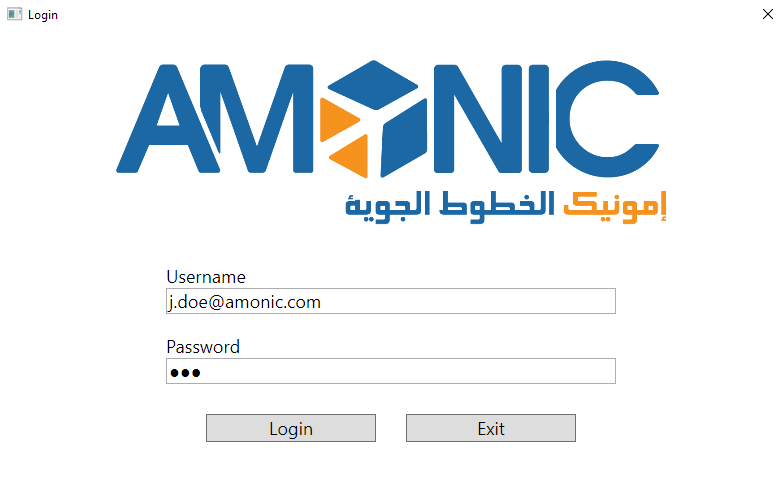 Login
AMONIC
إمونيك الخطوط الجوية
Username
j.doe@amonic.com
Password
●●●
Login Exit